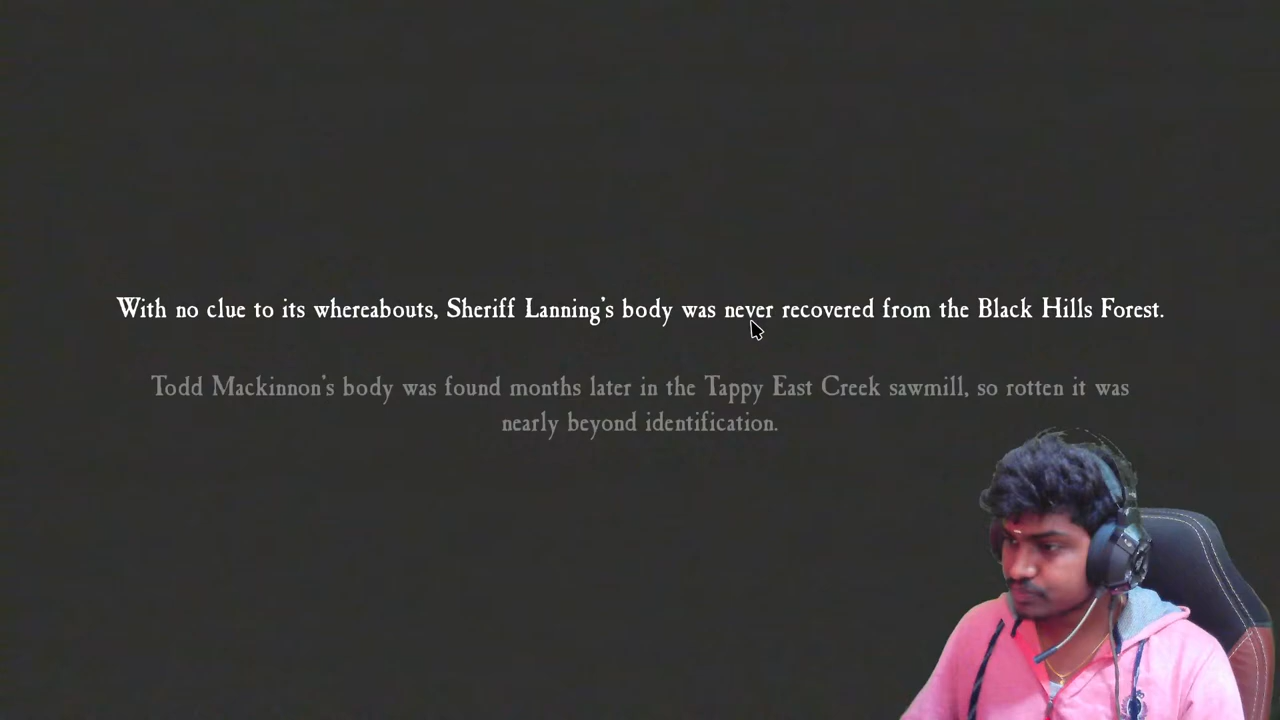 With no clue to its whereabouts, Sheriff Lanning's body was never recovered from the Black Hills Forest.
Todd Mackinnon's body was found months later in the Tappy East Creek sawmill, so rotten it was
nearly beyond identification.